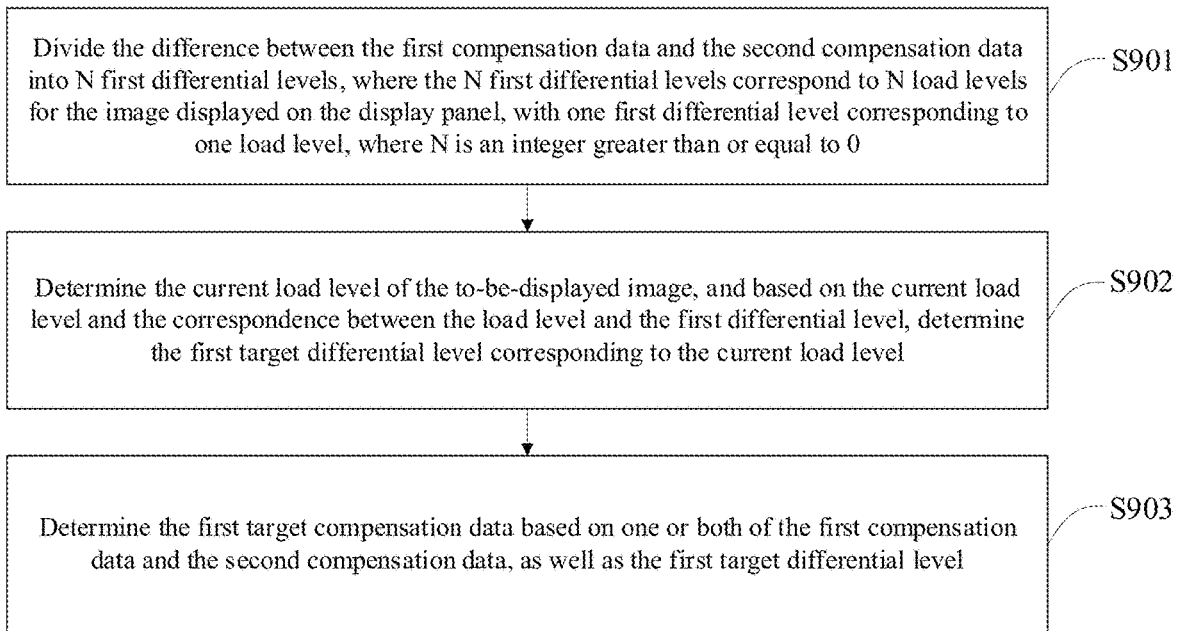 Divide the difference between the first compensation data and the second compensation data
into N first differential levels, where the N first differential levels correspond to N load levels
for the image displayed on the display panel, with one first differential level corresponding to
one load level, where N is an integer greater than or equal to 0
S901
Determine the current load level of the to-be-displayed image, and based on the current load
level and the correspondence between the load level and the first differential level, determine
the first target differential level corresponding to the current load level
S902
Determine the first target compensation data based on one or both of the first compensation
data and the second compensation data, as well as the first target differential level
S903